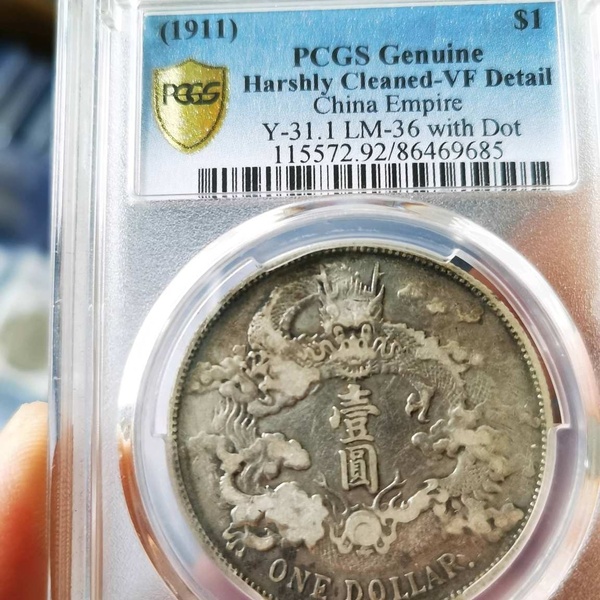 (1911) $1
PCGS Genuine
Harshly Cleaned-VF Detail
China Empire
Y-31.1 LM-36 with Dot
115572.92/86469685
PCGS
壹
圓
ONE DOLLAR.